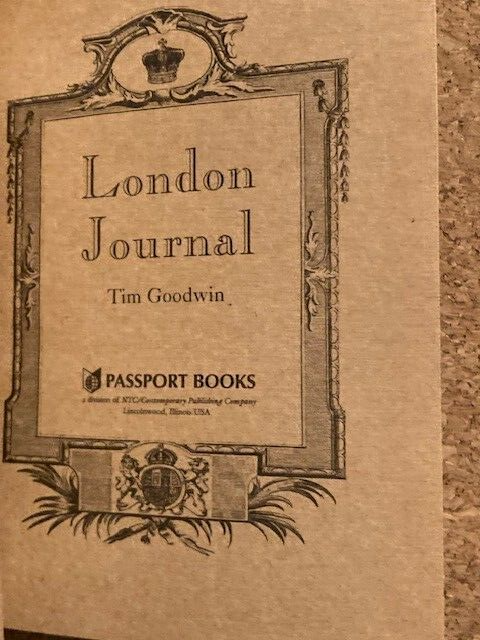 London
Journal
Tim Goodwin
PASSPORT BOOKS
a division of NTC/Contemporary Publishing Company
Lincolnwood, Illinois USA